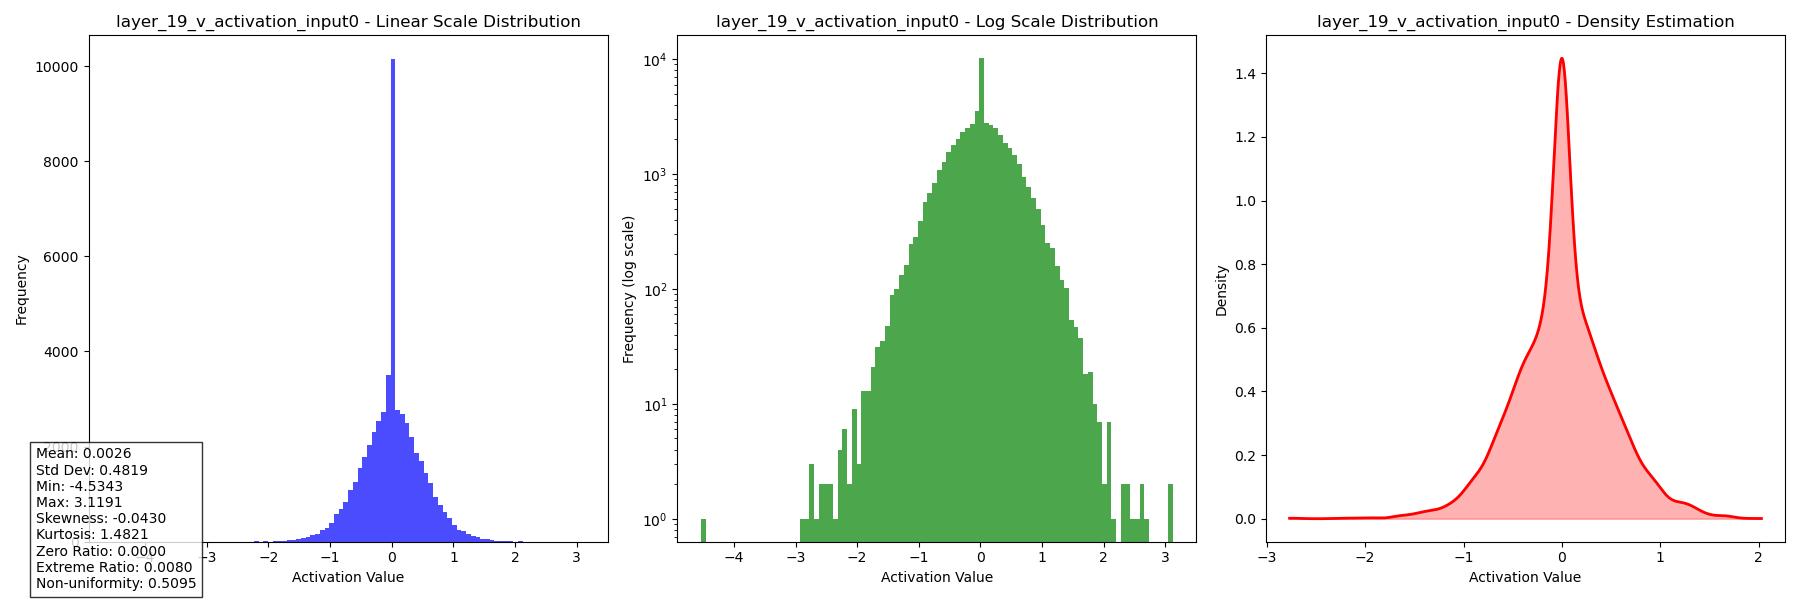 layer_19_v_activation_input0 - Linear Scale Distribution
Frequency
10000
8000
6000
4000
2000
0
−3
−2
−1
0
1
2
3
Activation Value
Mean: 0.0026
Std Dev: 0.4819
Min: -4.5343
Max: 3.1191
Skewness: -0.0430
Kurtosis: 1.4821
Zero Ratio: 0.0000
Extreme Ratio: 0.0080
Non-uniformity: 0.5095
layer_19_v_activation_input0 - Log Scale Distribution
Frequency (log scale)
10⁴
10³
10²
10¹
10⁰
−4
−3
−2
−1
0
1
2
3
Activation Value
layer_19_v_activation_input0 - Density Estimation
Density
1.4
1.2
1.0
0.8
0.6
0.4
0.2
0.0
−3
−2
−1
0
1
2
Activation Value